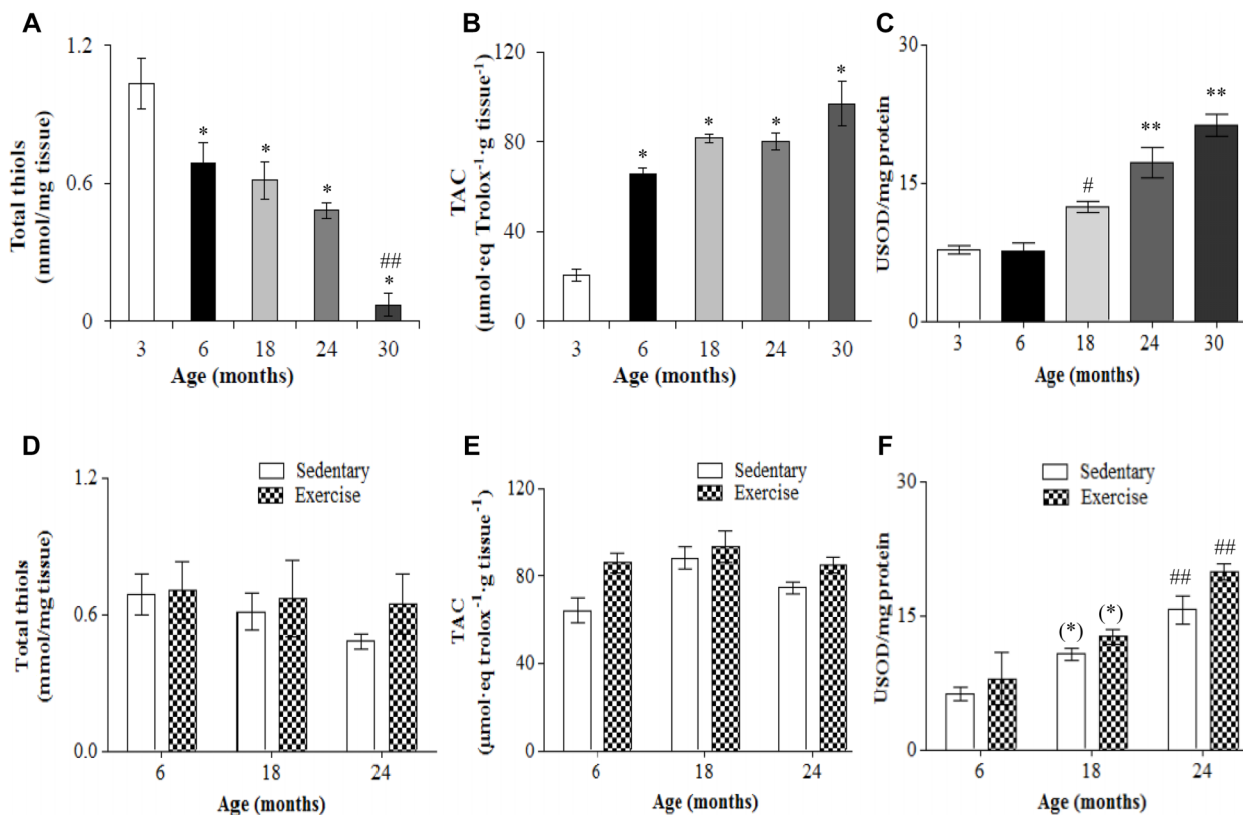 A
Total thiols
(mmol/mg tissue)
1.2
0.6
0
*
*
*
##
*
3 6 18 24 30
Age (months)
B
TAC
(µmol·eq Trolox⁻¹·g tissue⁻¹)
120
80
40
0
*
*
*
*
3 6 18 24 30
Age (months)
C
USOD/mg protein
30
15
0
#
**
**
3 6 18 24 30
Age (months)
D
Total thiols
(mmol/mg tissue)
1.2
0.6
0.0
Sedentary
Exercise
6 18 24
Age (months)
E
TAC
(µmol·eq trolox⁻¹·g tissue⁻¹)
120
80
40
0
Sedentary
Exercise
6 18 24
Age (months)
F
USOD/mg protein
30
15
0
Sedentary
Exercise
(*)
(*)
##
##
6 18 24
Age (months)